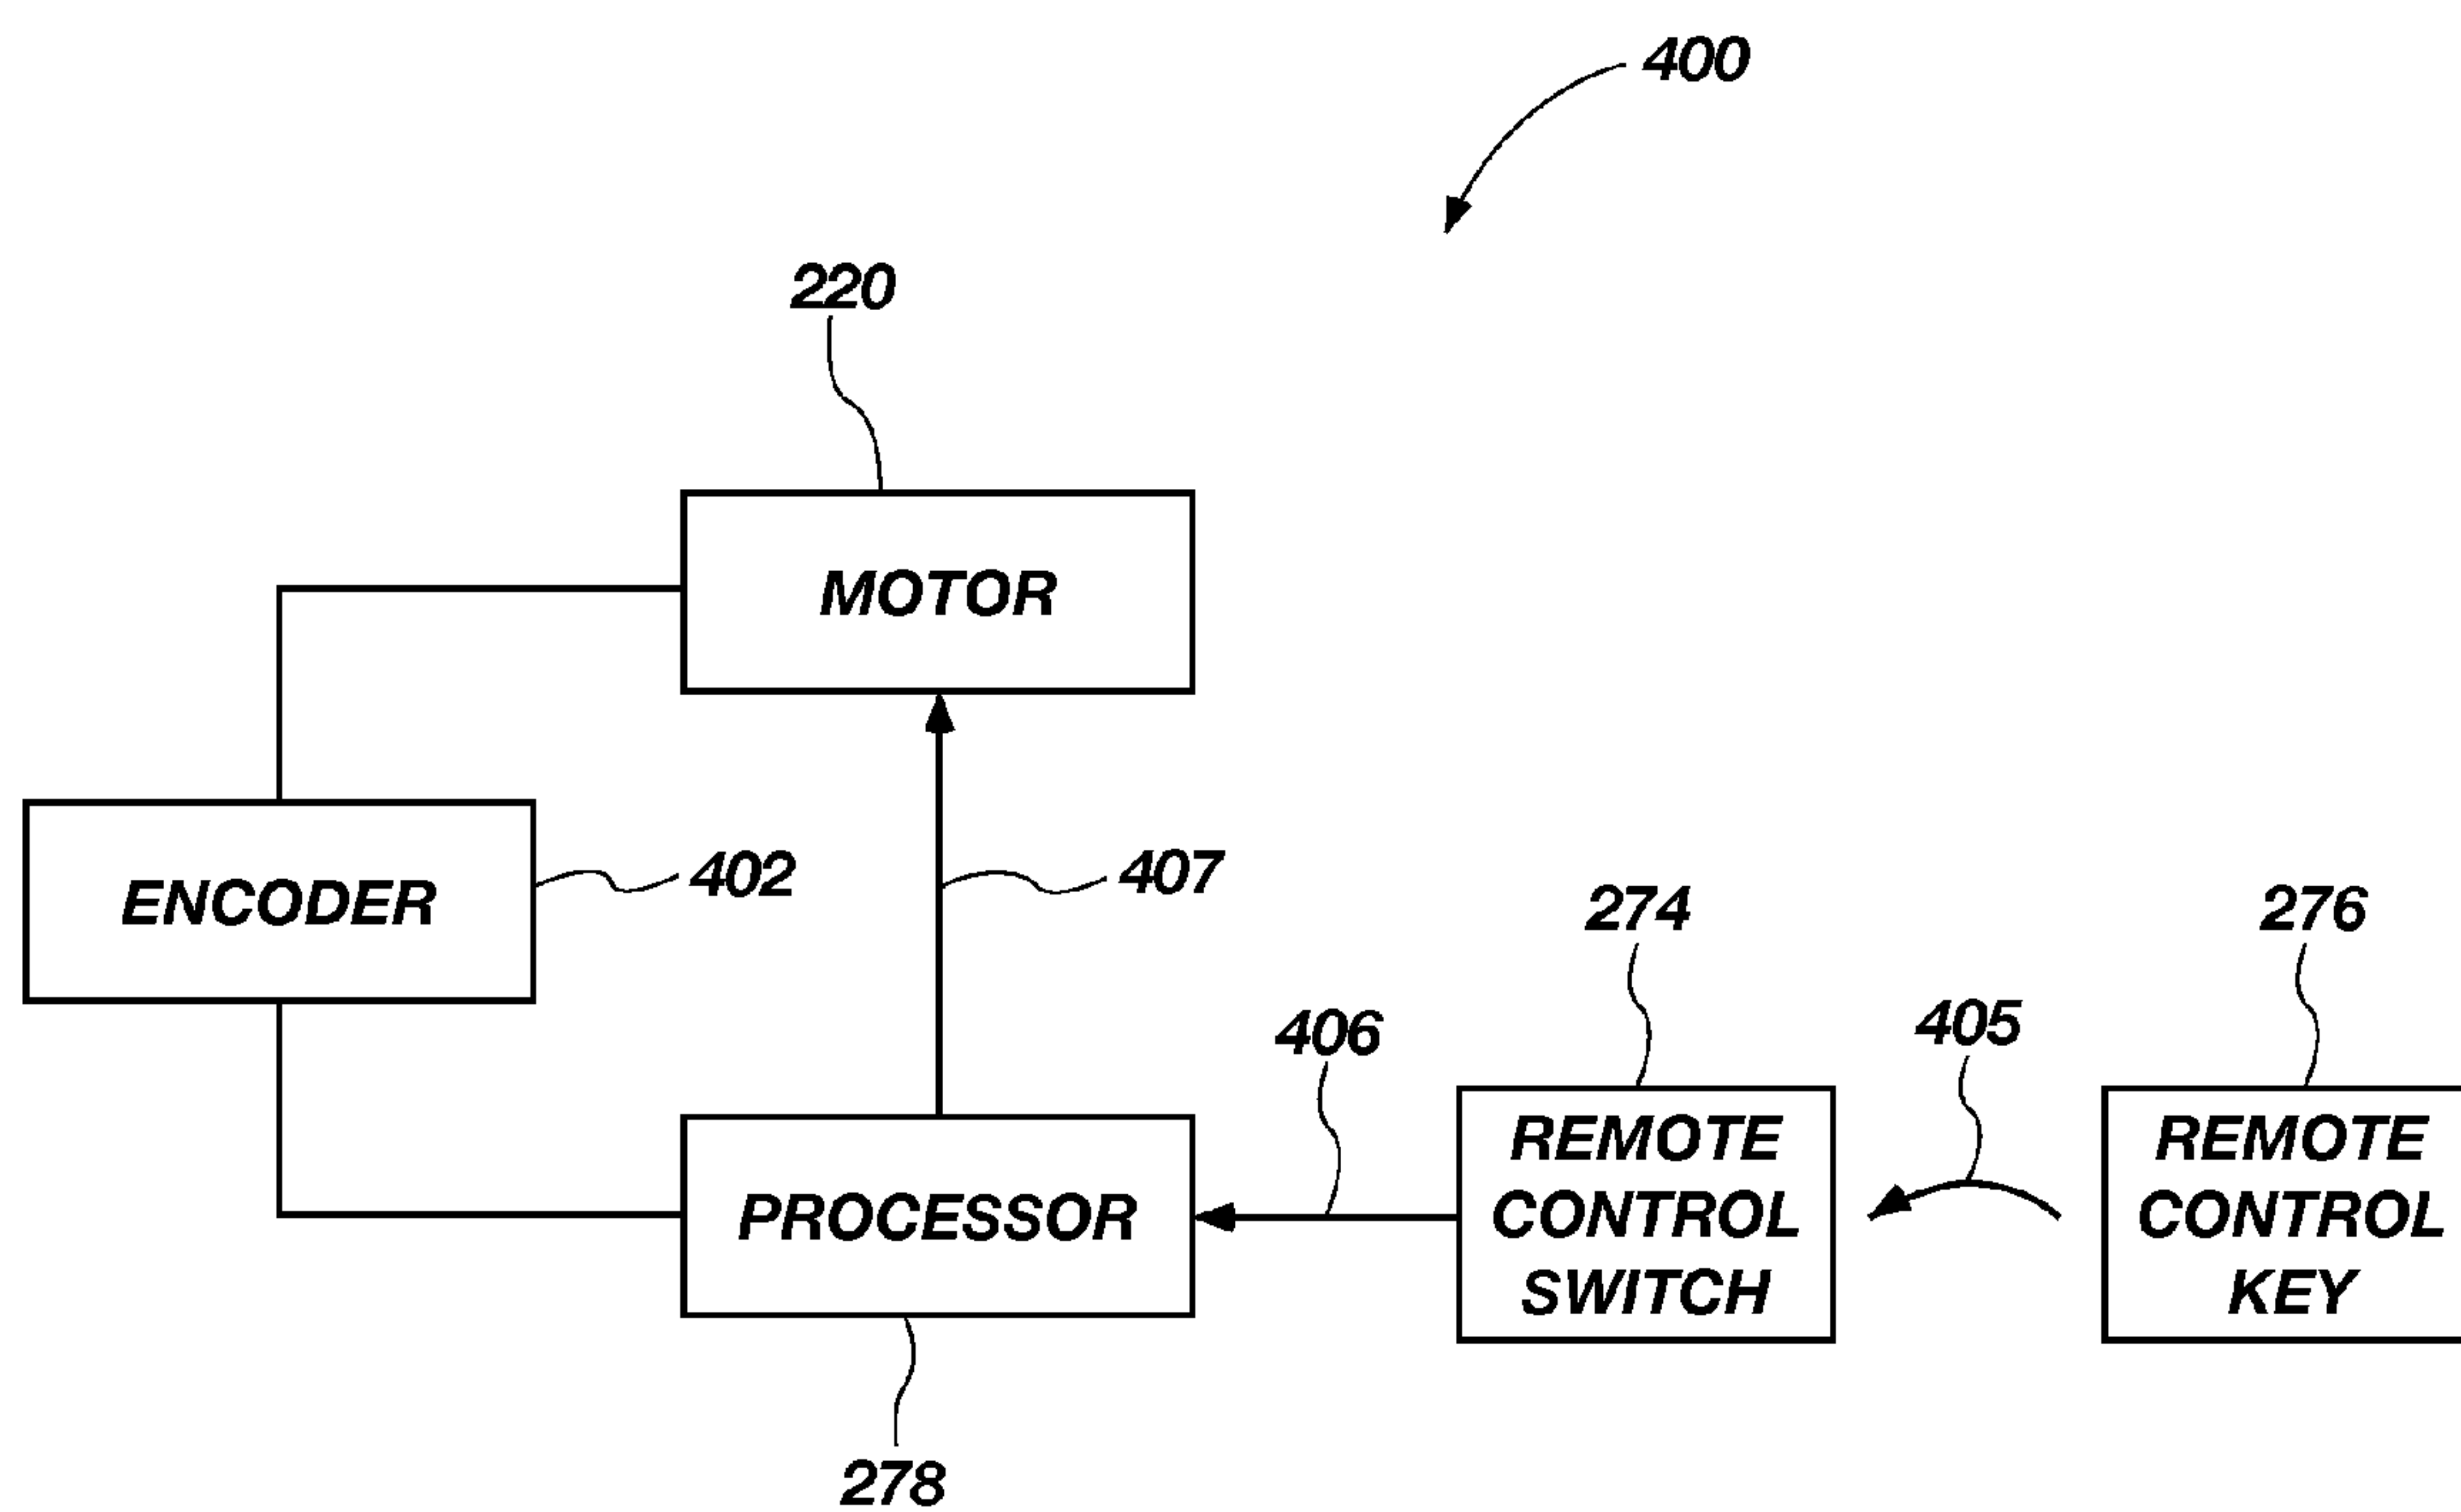 400
220
MOTOR
ENCODER
402
407
274
276
406
405
REMOTE
CONTROL
SWITCH
REMOTE
CONTROL
KEY
PROCESSOR
278